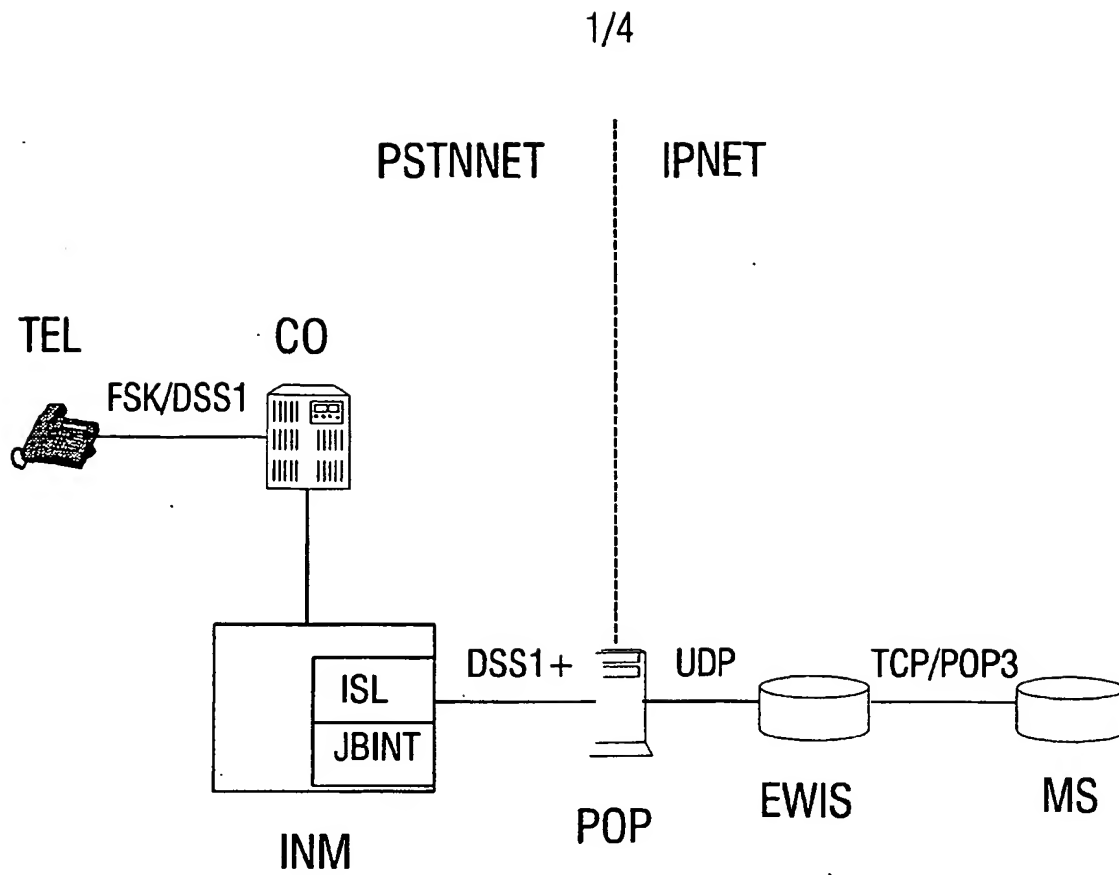 1/4
PSTNNET
IPNET
TEL
CO
FSK/DSS1
DSS1+
UDP
TCP/POP3
ISL
JBINT
INM
POP
EWIS
MS